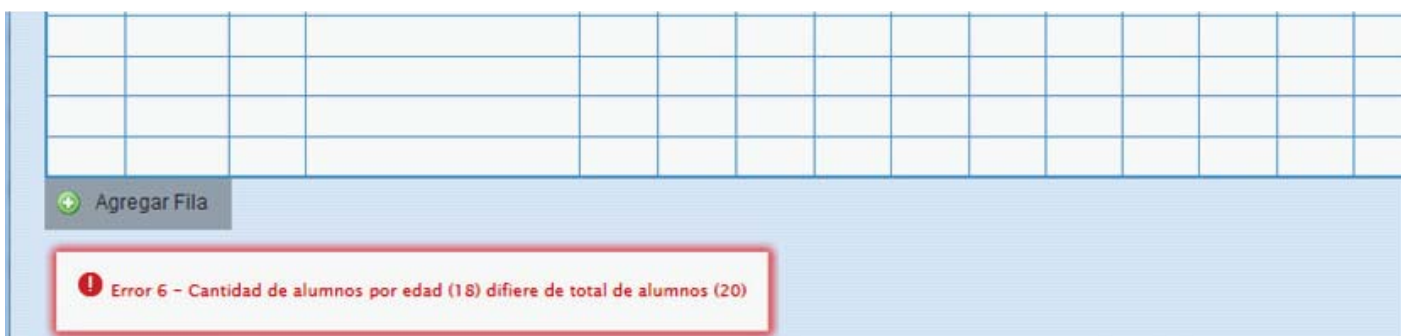 Agregar Fila
Error 6 - Cantidad de alumnos por edad (18) difiere de total de alumnos (20)